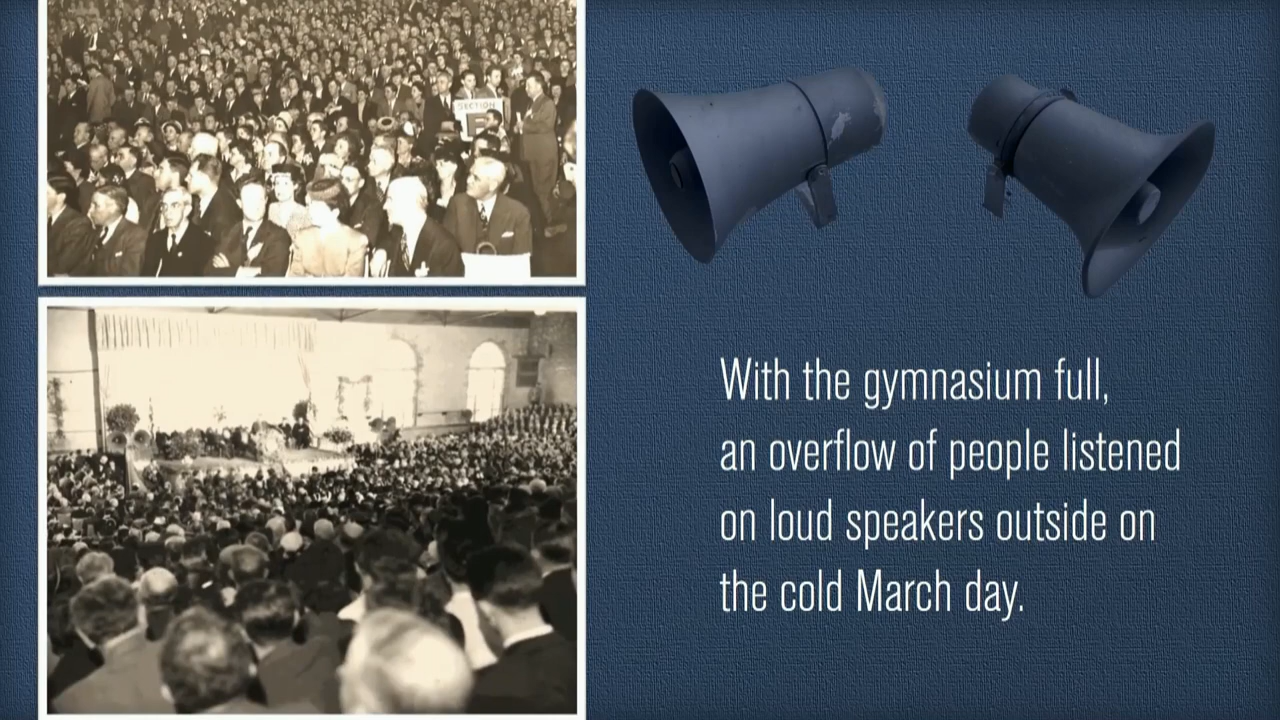 SECTION
F
With the gymnasium full,
an overflow of people listened
on loud speakers outside on
the cold March day.